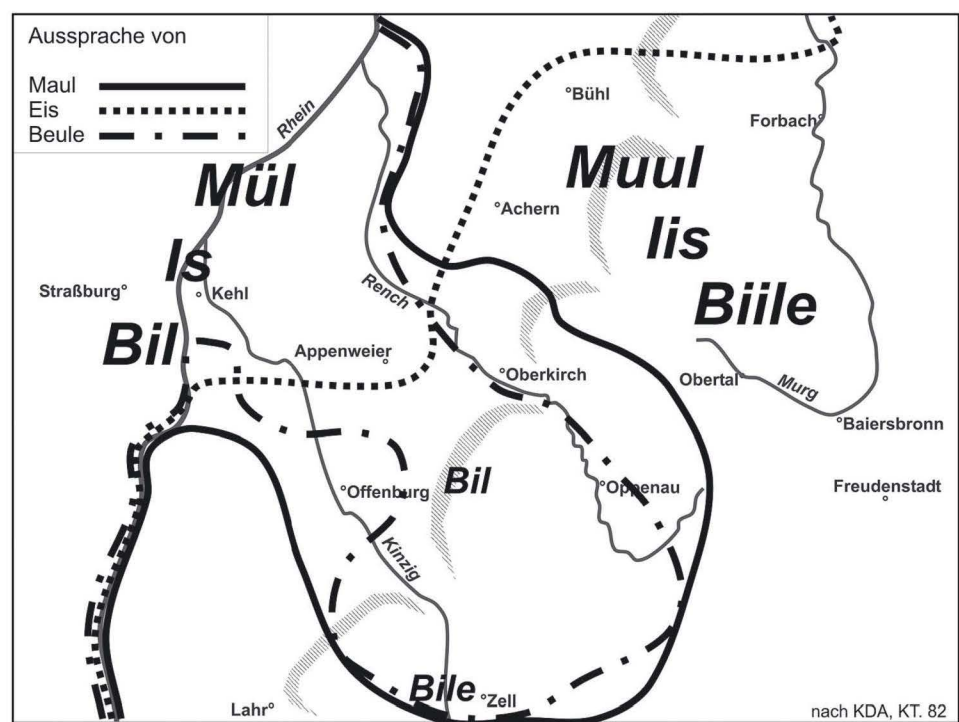 Aussprache von
Maul
Eis
Beule
Rhein
°Bühl
Forbach°
Mül
Muul
°Achern
Is
Iis
Straßburg°
°Kehl
Rench
Biile
Bil
Appenweier
°Oberkirch
Obertal
Murg
°Baiersbronn
Bil
°Offenburg
°Oppenau
Freudenstadt
Kinzig
Bile
°Zell
Lahr°
nach KDA, KT. 82